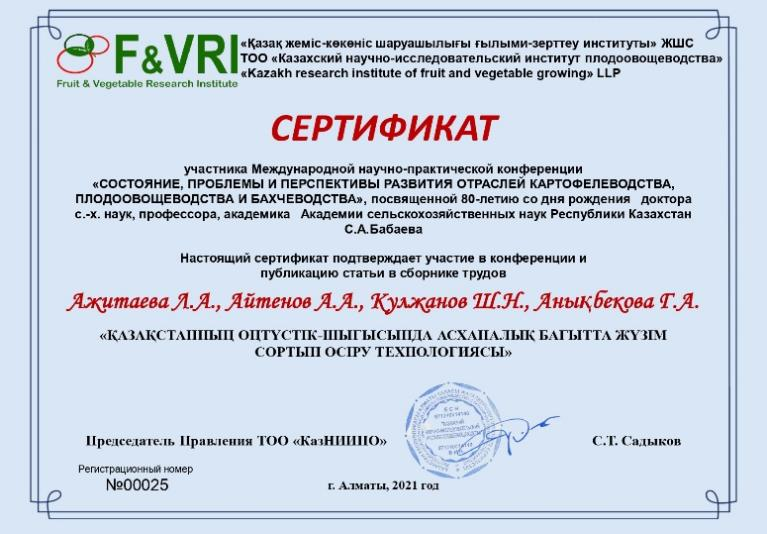 F&VRI
Fruit & Vegetable Research Institute
«Қазақ жеміс-көкөніс шаруашылығы ғылыми-зерттеу институты» ЖШС
ТОО «Казахский научно-исследовательский институт плодоовощеводства»
«Kazakh research institute of fruit and vegetable growing» LLP
СЕРТИФИКАТ
участника Международной научно-практической конференции
«СОСТОЯНИЕ, ПРОБЛЕМЫ И ПЕРСПЕКТИВЫ РАЗВИТИЯ ОТРАСЛЕЙ КАРТОФЕЛЕВОДСТВА,
ПЛОДООВОЩЕВОДСТВА И БАХЧЕВОДСТВА», посвященной 80-летию со дня рождения доктора
с.-х. наук, профессора, академика Академии сельскохозяйственных наук Республики Казахстан
С.А.Бабаева
Настоящий сертификат подтверждает участие в конференции и
публикацию статьи в сборнике трудов
Ажитаева Л.А., Айтенов А.А., Кулжанов Ш.Н., Анықбекова Г.А.
«ҚАЗАҚСТАННЫҢ ОҢТҮСТІК-ШЫҒЫСЫНДА АСХАНАЛЫҚ БАҒЫТТА ЖҮЗІМ
СОРТЫН ӨСІРУ ТЕХНОЛОГИЯСЫ»
Председатель Правления ТОО «КазНИИПО»
С.Т. Садыков
Регистрационный номер
№00025
г. Алматы, 2021 год